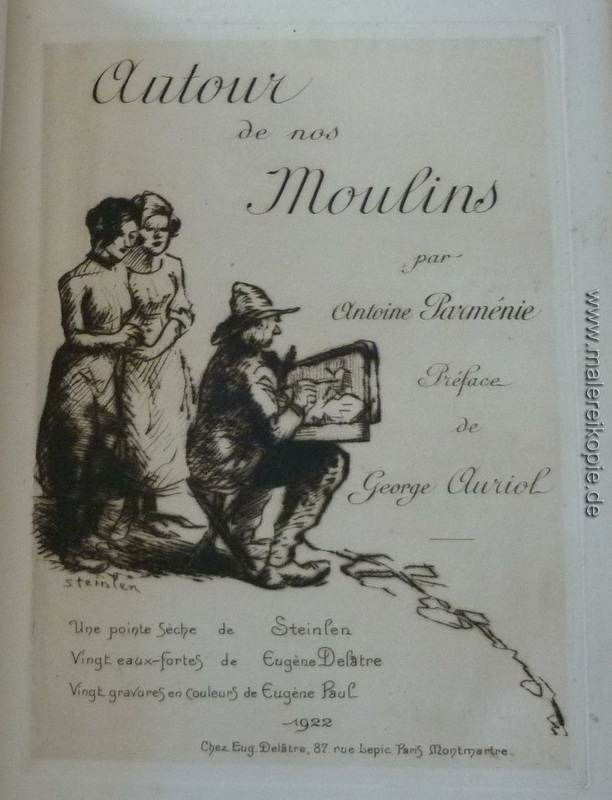 Autour
de nos
Moulins
par
Antoine Parménie
Préface
de
George Auriol
steinlen
Une pointe sèche de Steinlen
Vingt eaux-fortes de Eugène Delâtre
Vingt gravures en couleurs de Eugène Paul
1922
Chez Eug. Delâtre, 87. rue Lepic Paris Montmartre.
www.malereikopie.de